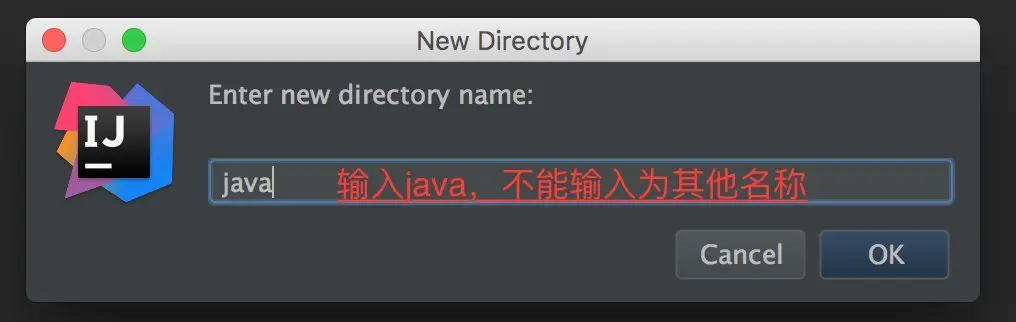 New Directory
IJ
Enter new directory name:
java 输入java，不能输入为其他名称
Cancel OK